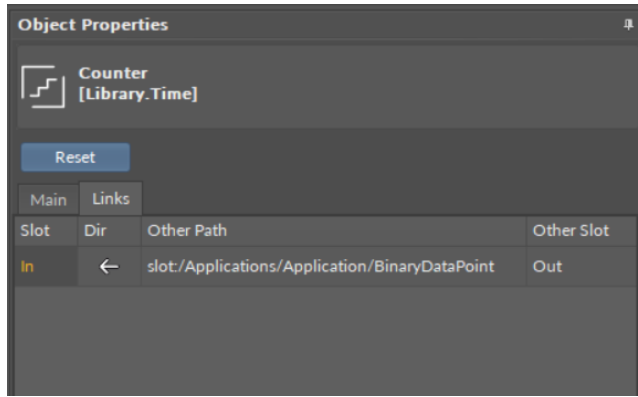 Object Properties
Counter
[Library.Time]
Reset
Main Links
Slot Dir Other Path Other Slot
In ← slot:/Applications/Application/BinaryDataPoint Out